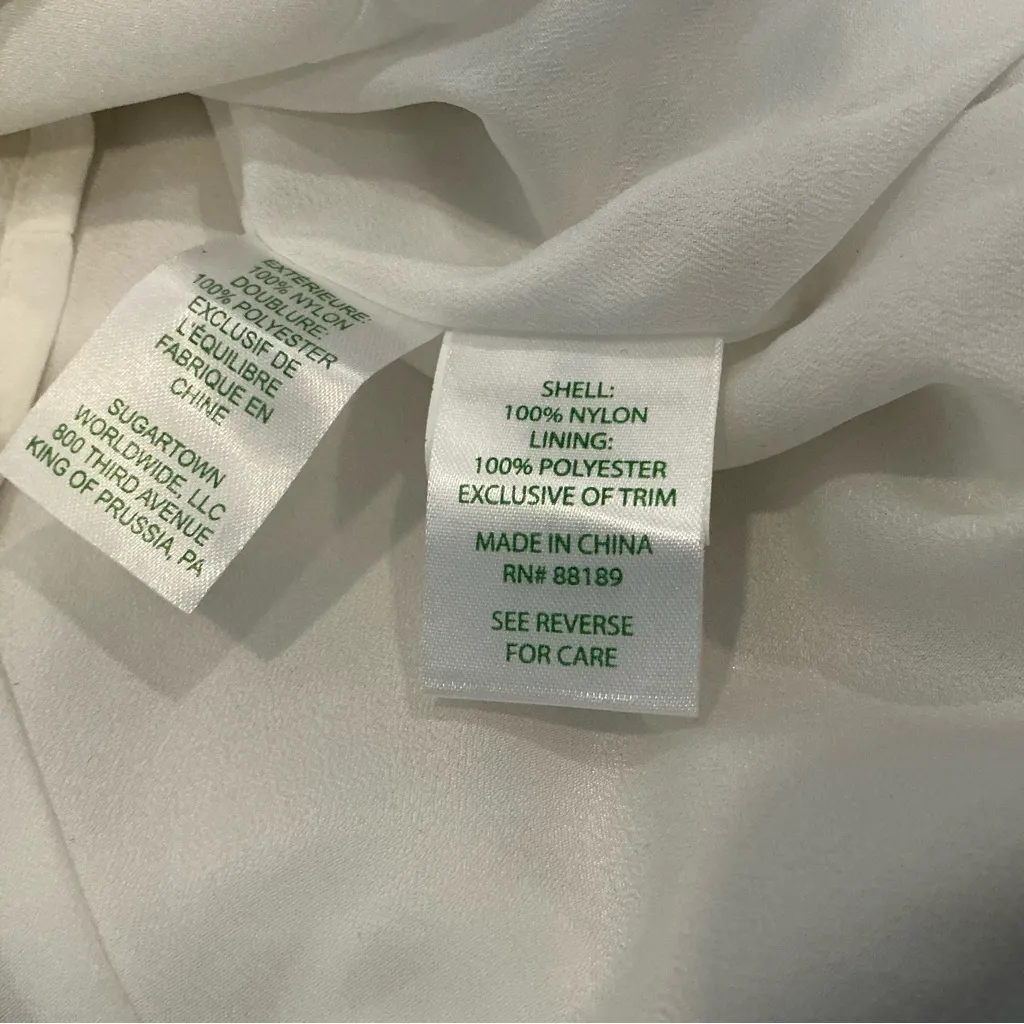 EXTÉRIEURE:
100% NYLON
DOUBLURE:
100% POLYESTER
EXCLUSIF DE
L'ÉQUILIBRE
FABRIQUE EN
CHINE
SUGARTOWN
WORLDWIDE, LLC
800 THIRD AVENUE
KING OF PRUSSIA, PA
SHELL:
100% NYLON
LINING:
100% POLYESTER
EXCLUSIVE OF TRIM
MADE IN CHINA
RN# 88189
SEE REVERSE
FOR CARE